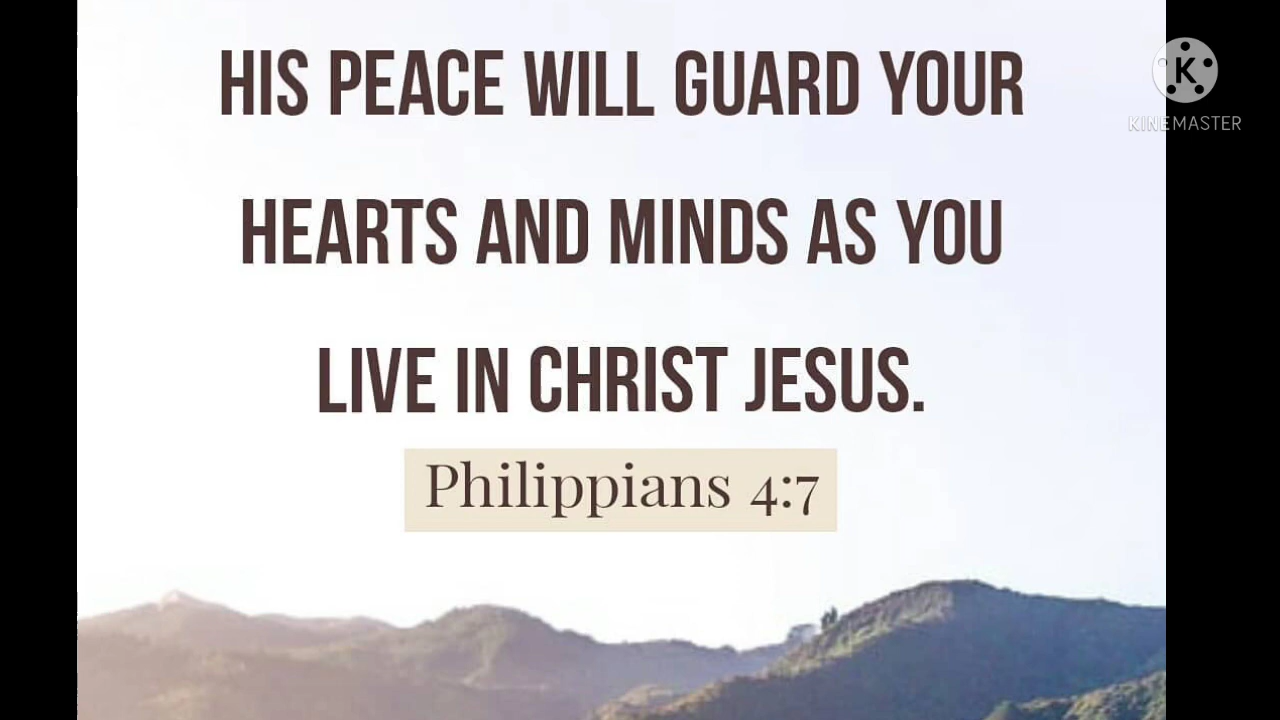 HIS PEACE WILL GUARD YOUR
HEARTS AND MINDS AS YOU
LIVE IN CHRIST JESUS.
Philippians 4:7
K
KINEMASTER